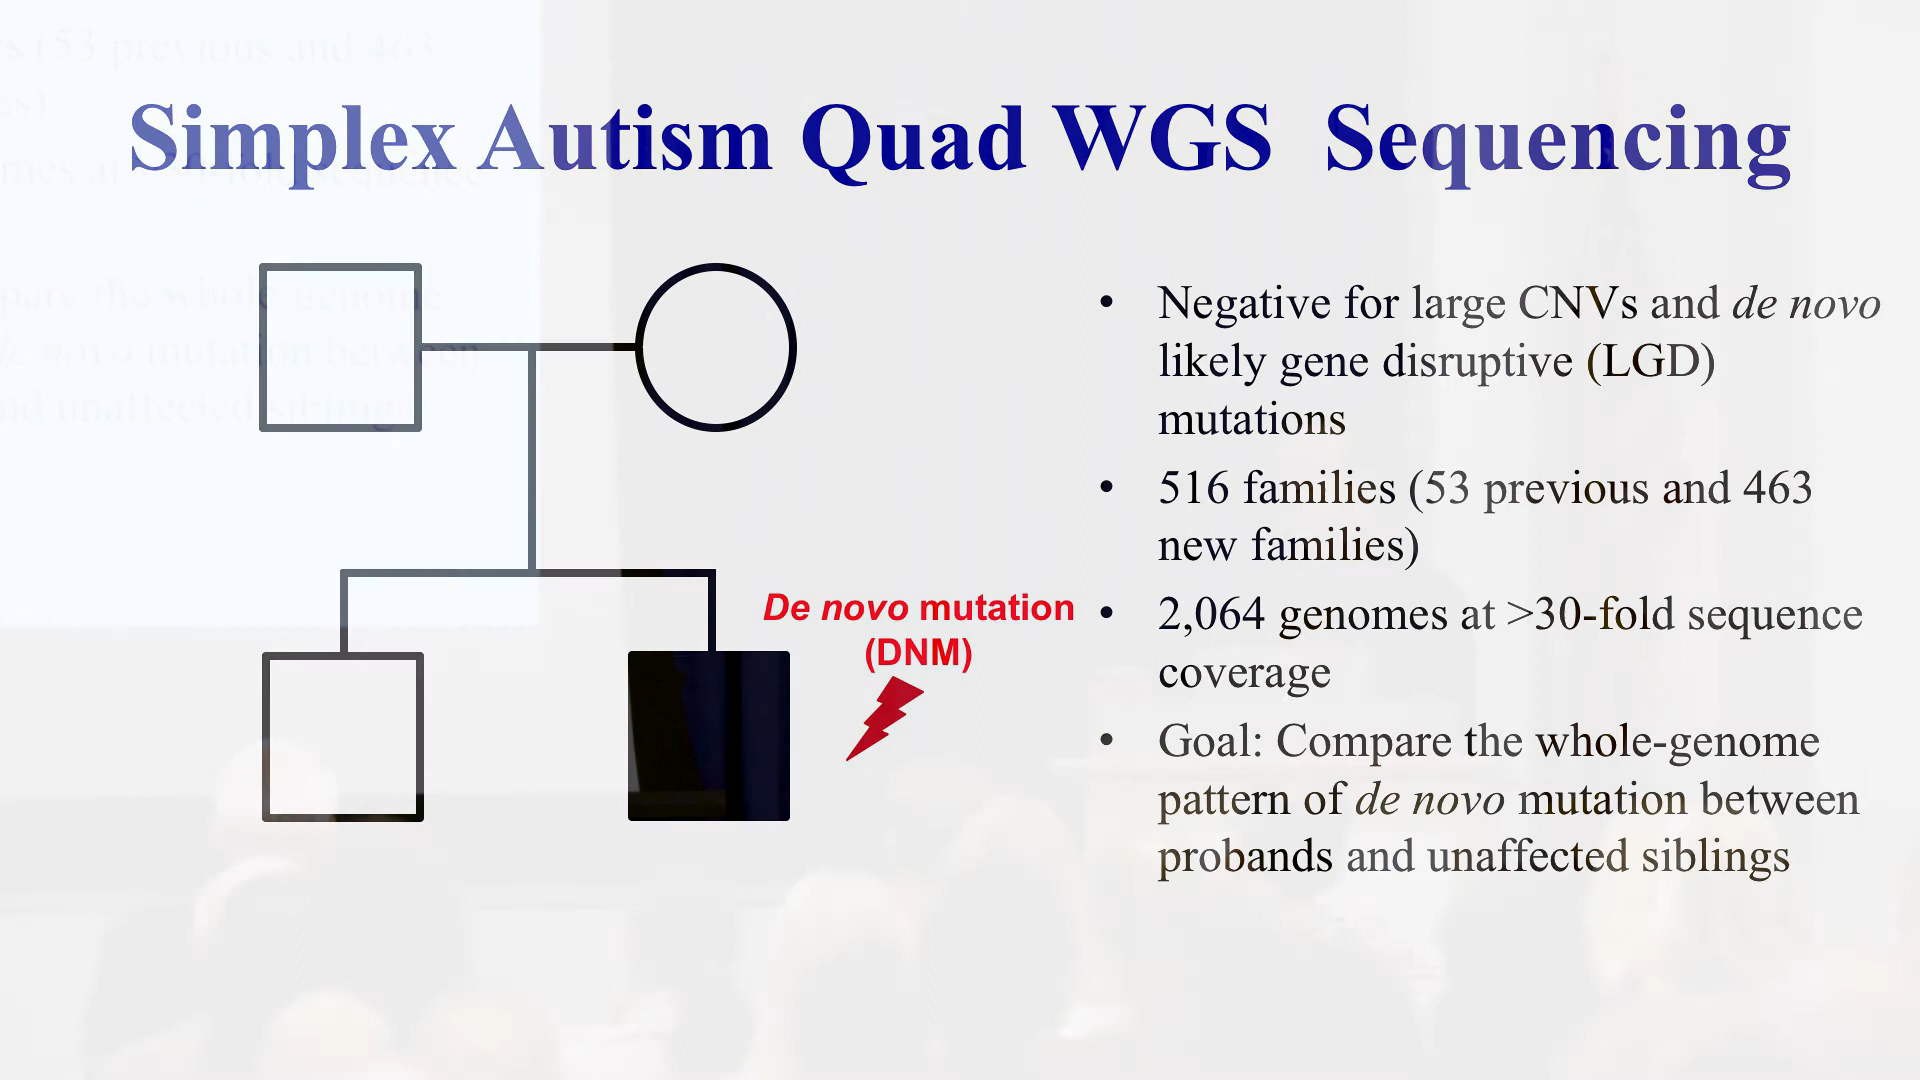 Simplex Autism Quad WGS Sequencing
De novo mutation
(DNM)
• Negative for large CNVs and de novo
likely gene disruptive (LGD)
mutations
• 516 families (53 previous and 463
new families)
• 2,064 genomes at >30-fold sequence
coverage
• Goal: Compare the whole-genome
pattern of de novo mutation between
probands and unaffected siblings